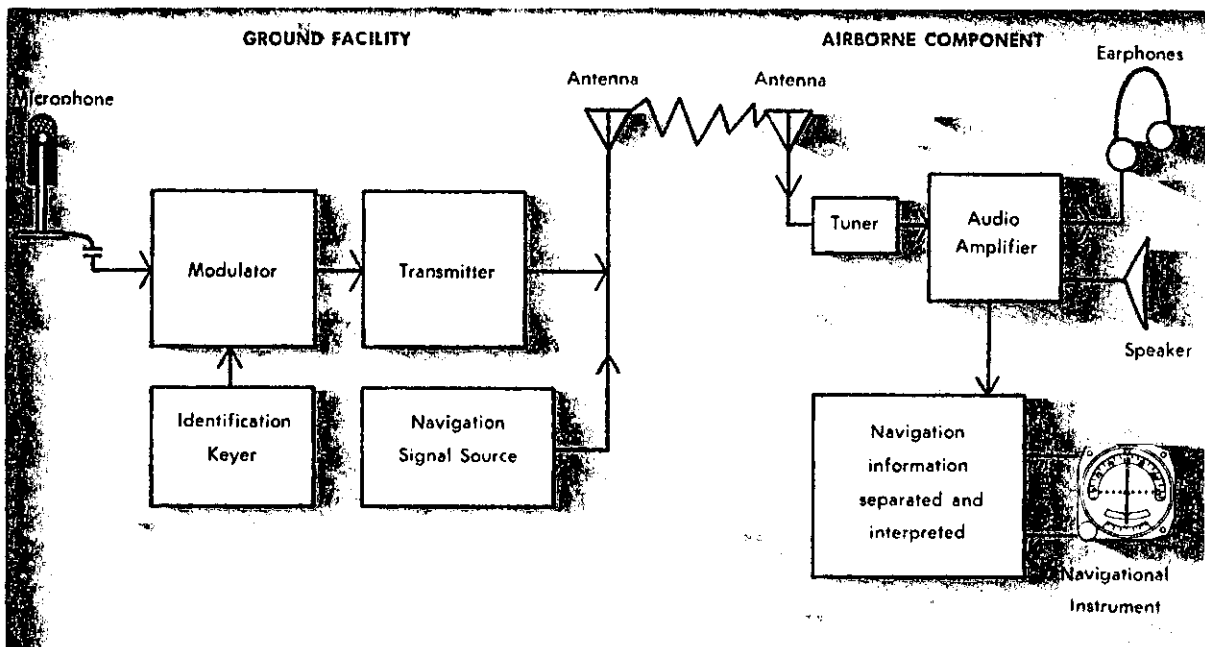 GROUND FACILITY
AIRBORNE COMPONENT
Microphone
Antenna
Antenna
Earphones
Modulator
Transmitter
Tuner
Audio
Amplifier
Speaker
Identification
Keyer
Navigation
Signal Source
Navigation
information
separated and
interpreted
Navigational
Instrument